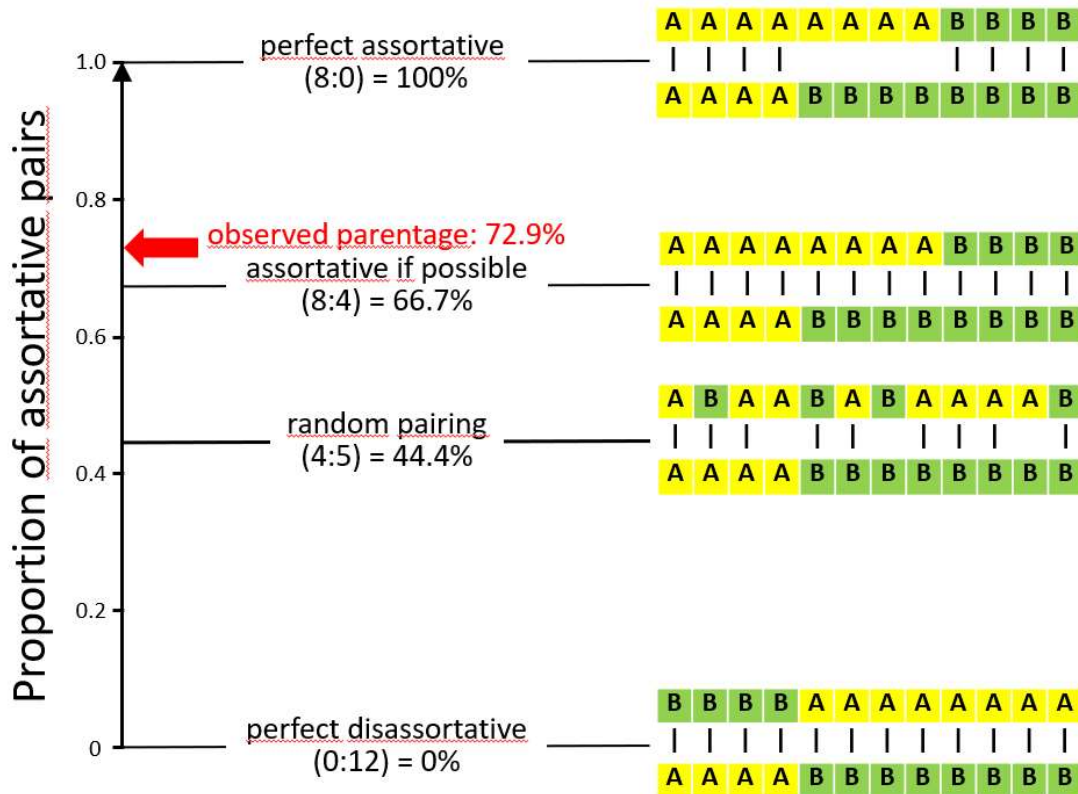 Proportion of assortative pairs
1.0
0.8
0.6
0.4
0.2
0
perfect assortative
(8:0) = 100%
A A A A A A A A B B B B
A A A A B B B B B B B B
observed parentage: 72.9%
assortative if possible
(8:4) = 66.7%
A A A A A A A A B B B B
A A A A B B B B B B B B
random pairing
(4:5) = 44.4%
A B A A B A B A A A A B
A A A A B B B B B B B B
perfect disassortative
(0:12) = 0%
B B B B A A A A A A A A
A A A A B B B B B B B B